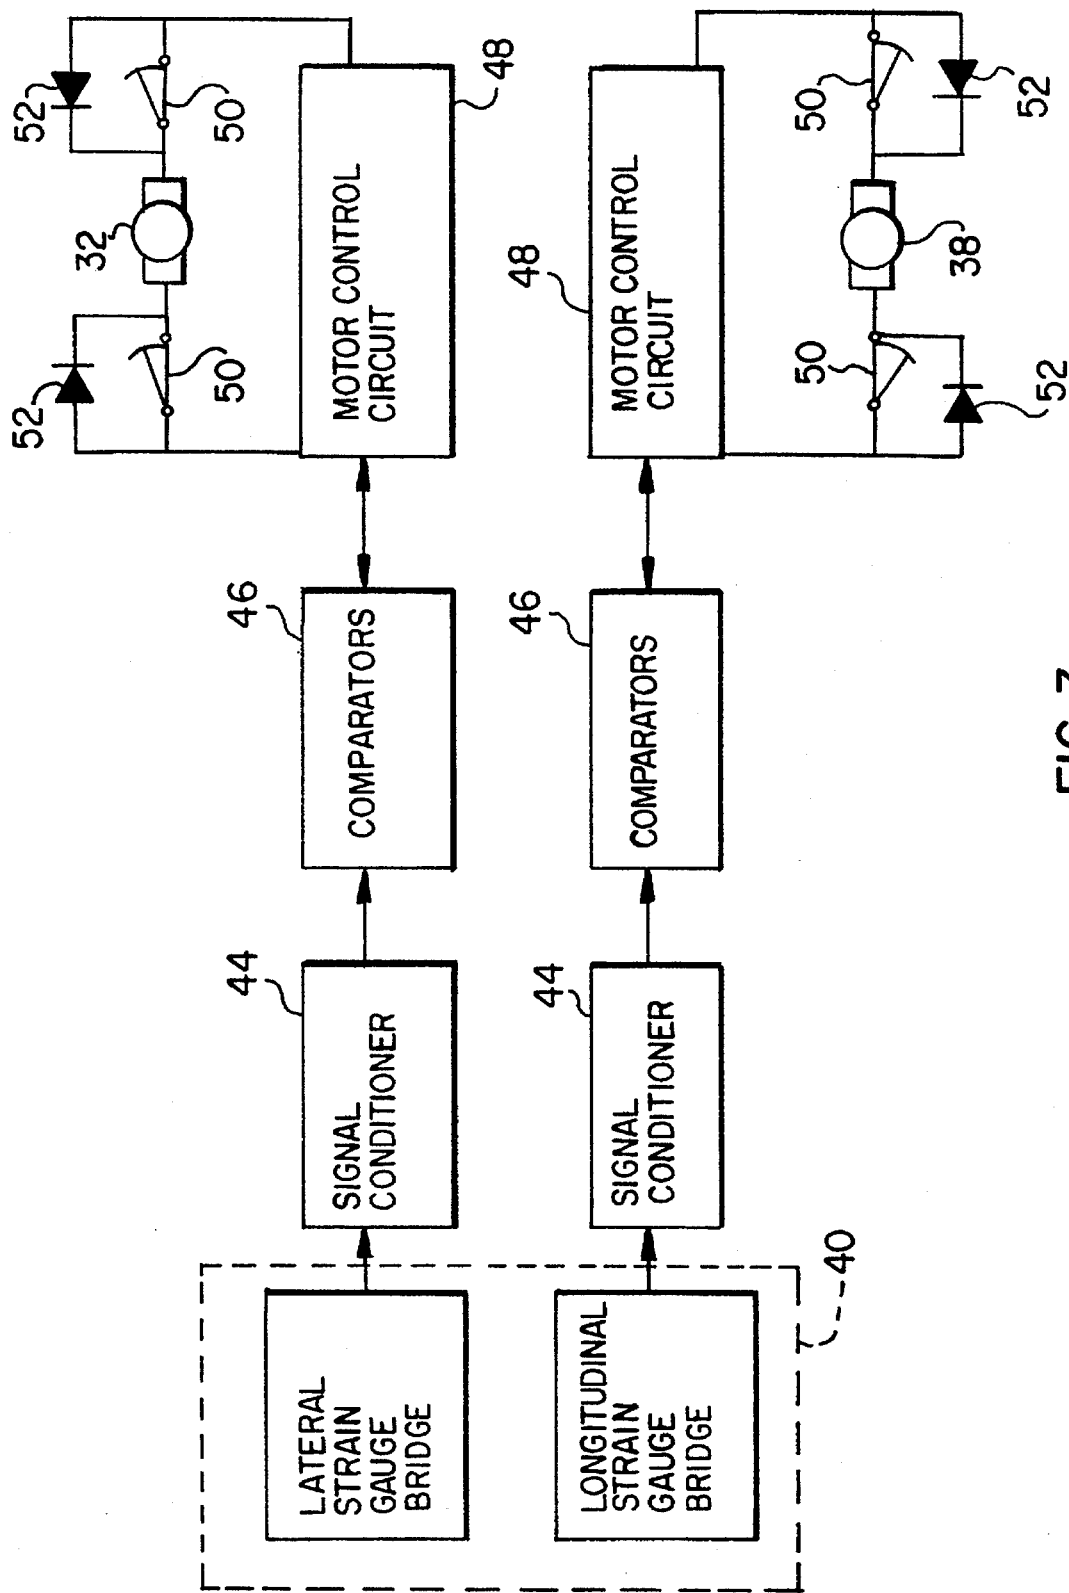 52
52
32
50
50
44
46
48
LATERAL
STRAIN
GAUGE
BRIDGE
SIGNAL
CONDITIONER
COMPARATORS
MOTOR CONTROL
CIRCUIT
44
46
48
LONGITUDINAL
STRAIN
GAUGE
BRIDGE
SIGNAL
CONDITIONER
COMPARATORS
MOTOR CONTROL
CIRCUIT
50
50
40
38
52
52
FIG